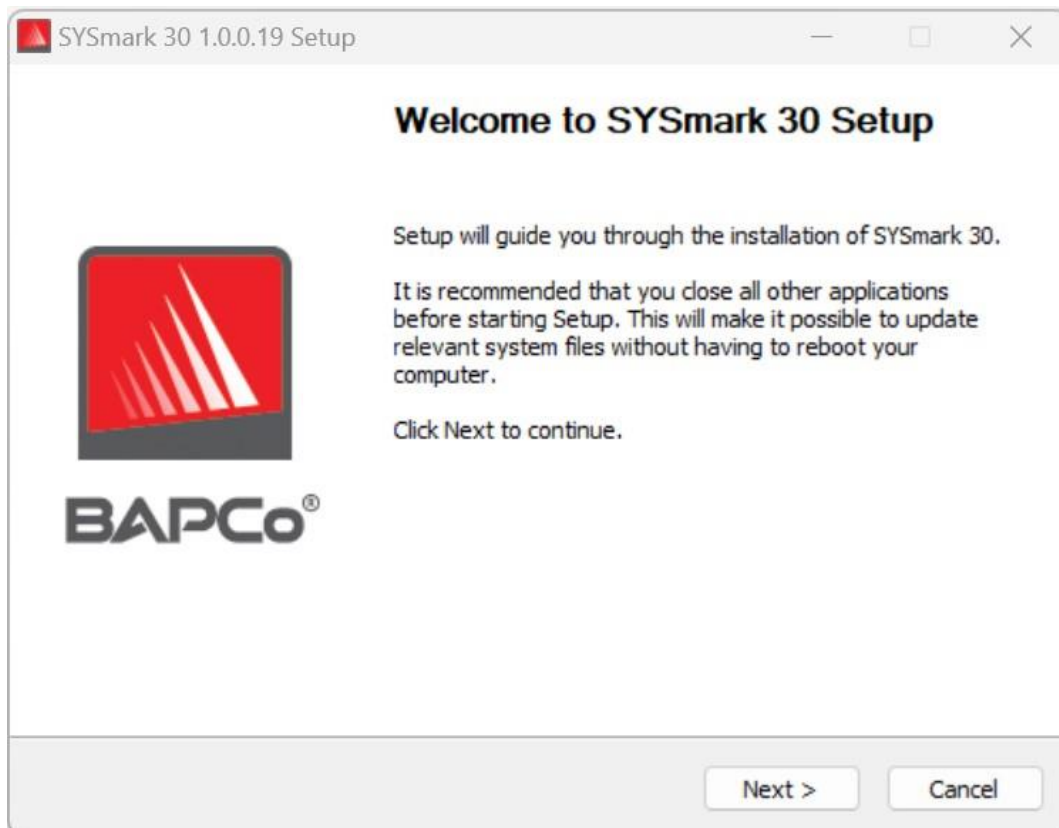 SYSmark 30 1.0.0.19 Setup
Welcome to SYSmark 30 Setup
Setup will guide you through the installation of SYSmark 30.
It is recommended that you close all other applications
before starting Setup. This will make it possible to update
relevant system files without having to reboot your
computer.
Click Next to continue.
BAPCo®
Next >
Cancel